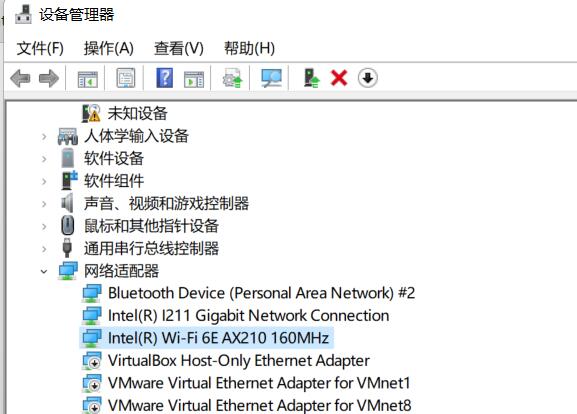 设备管理器
文件(F) 操作(A) 查看(V) 帮助(H)
未知设备
人体学输入设备
软件设备
软件组件
声音、视频和游戏控制器
鼠标和其他指针设备
通用串行总线控制器
网络适配器
Bluetooth Device (Personal Area Network) #2
Intel(R) I211 Gigabit Network Connection
Intel(R) Wi-Fi 6E AX210 160MHz
VirtualBox Host-Only Ethernet Adapter
VMware Virtual Ethernet Adapter for VMnet1
VMware Virtual Ethernet Adapter for VMnet8